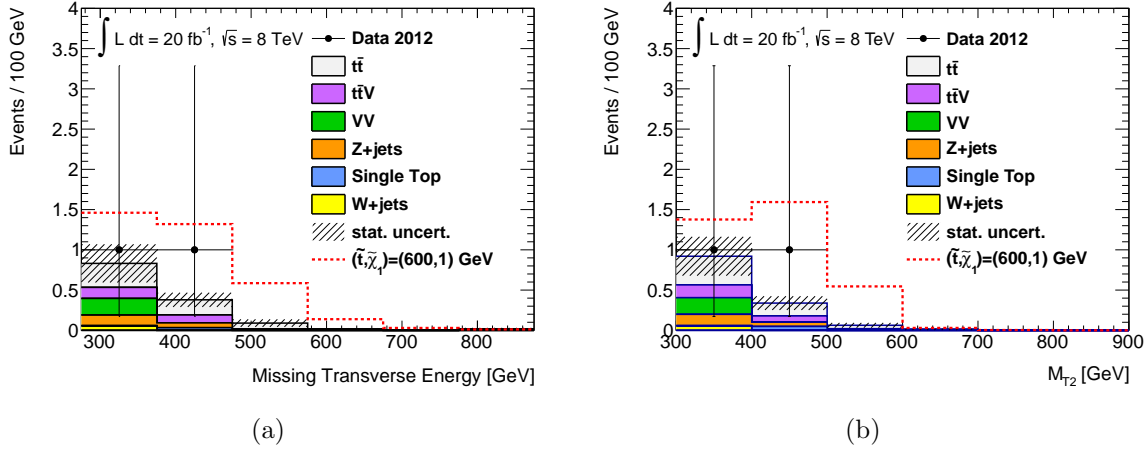 ∫ L dt = 20 fb⁻¹, √s = 8 TeV
Data 2012
tt̄
tt̄V
VV
Z+jets
Single Top
W+jets
stat. uncert.
(t̃,χ̃₁)=(600,1) GeV
Events / 100 GeV
4
3.5
3
2.5
2
1.5
1
0.5
0
300 400 500 600 700 800
Missing Transverse Energy [GeV]
(a)
∫ L dt = 20 fb⁻¹, √s = 8 TeV
Data 2012
tt̄
tt̄V
VV
Z+jets
Single Top
W+jets
stat. uncert.
(t̃,χ̃₁)=(600,1) GeV
Events / 100 GeV
4
3.5
3
2.5
2
1.5
1
0.5
0
300 400 500 600 700 800 900
M_T2 [GeV]
(b)